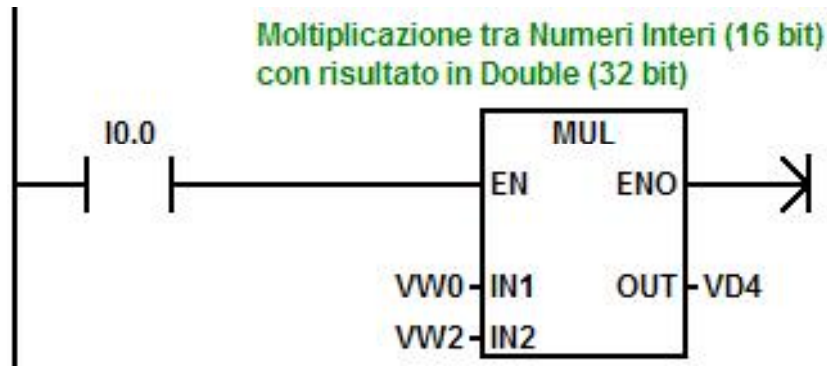 Moltiplicazione tra Numeri Interi (16 bit)
con risultato in Double (32 bit)
I0.0
MUL
EN ENO
VW0 IN1 OUT VD4
VW2 IN2